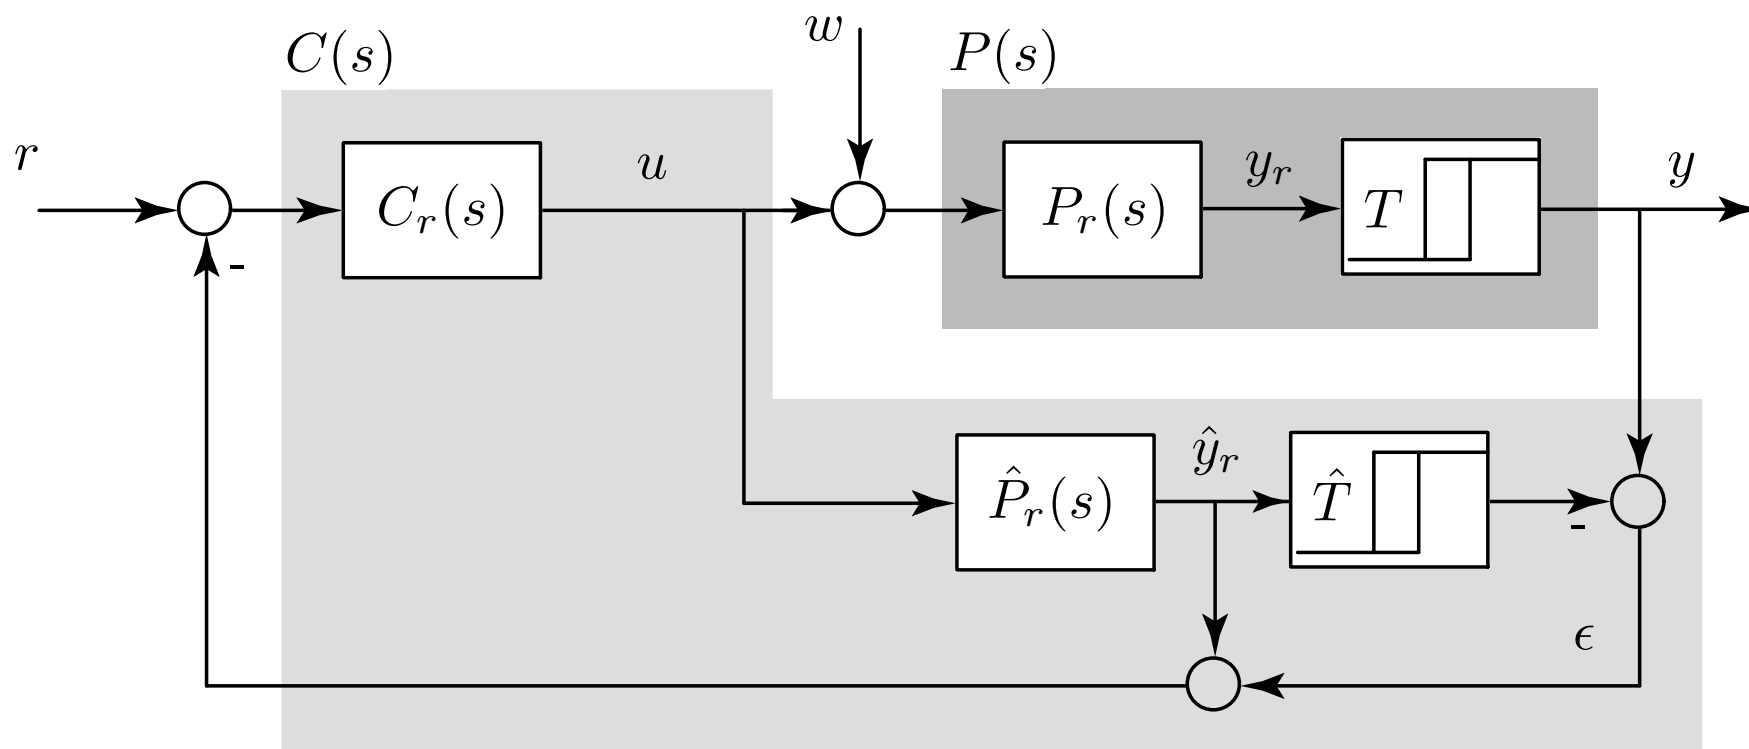 w
C(s)
P(s)
r
u
y_r
y
C_r(s)
P_r(s)
T
-
ŷ_r
P̂_r(s)
T̂
-
ϵ